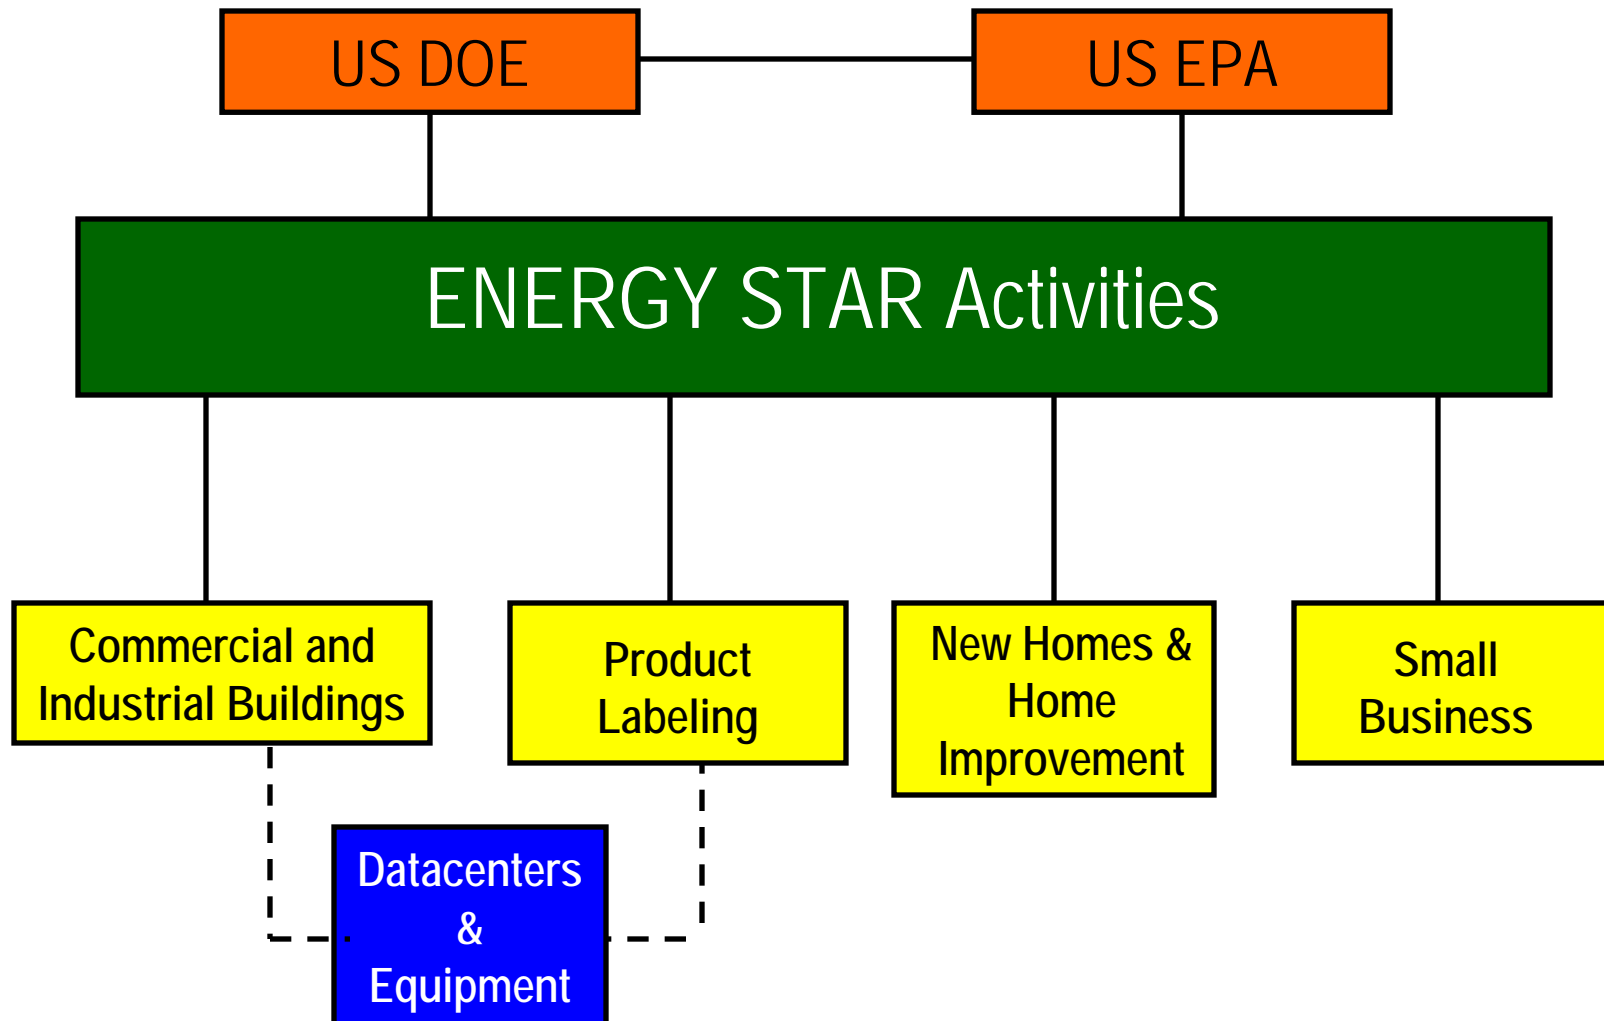 US DOE
US EPA
ENERGY STAR Activities
Commercial and
Industrial Buildings
Product
Labeling
New Homes &
Home
Improvement
Small
Business
Datacenters
&
Equipment